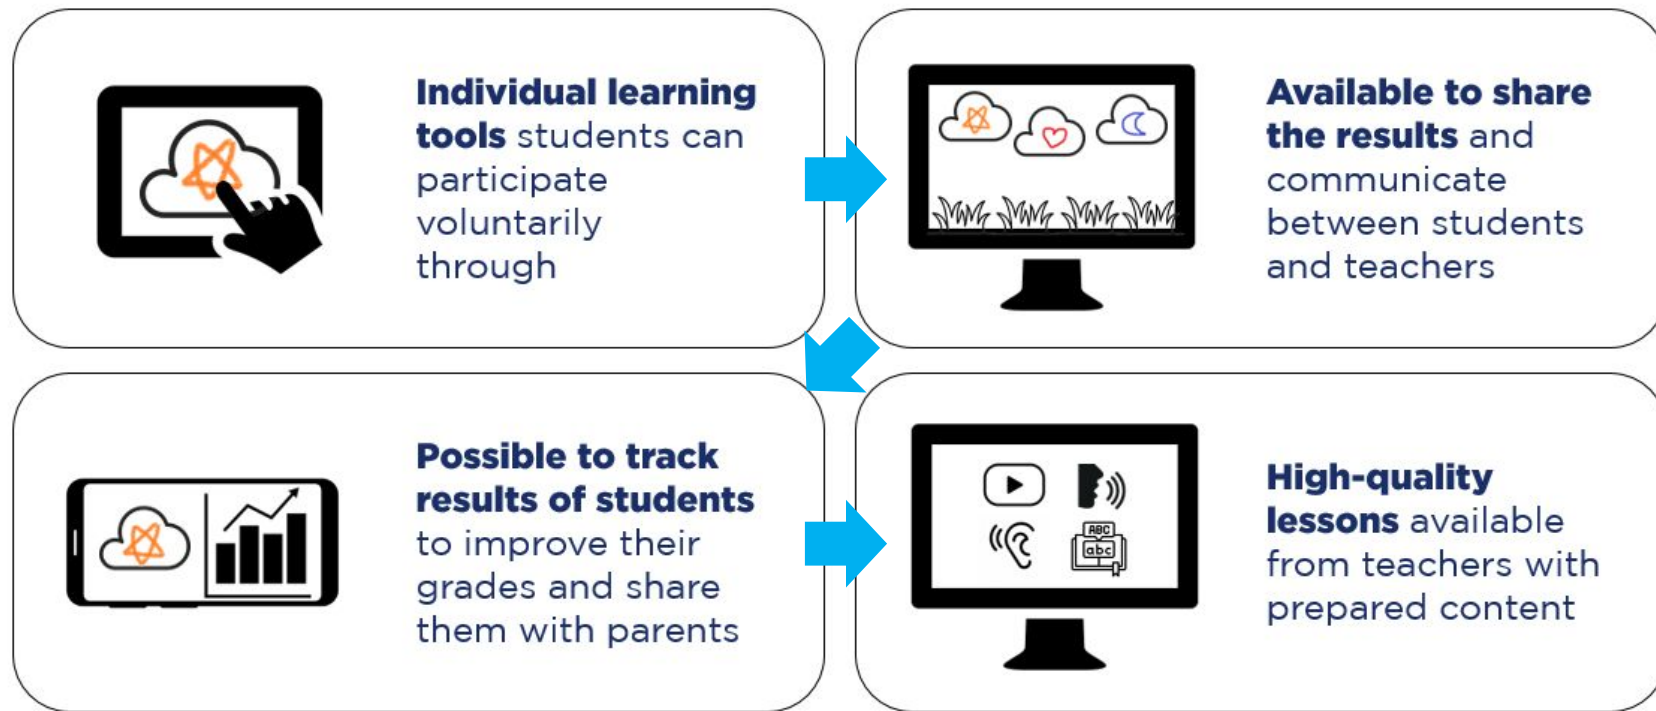 Individual learning
tools students can
participate
voluntarily
through
Available to share
the results and
communicate
between students
and teachers
Possible to track
results of students
to improve their
grades and share
them with parents
ABC
abc
High-quality
lessons available
from teachers with
prepared content